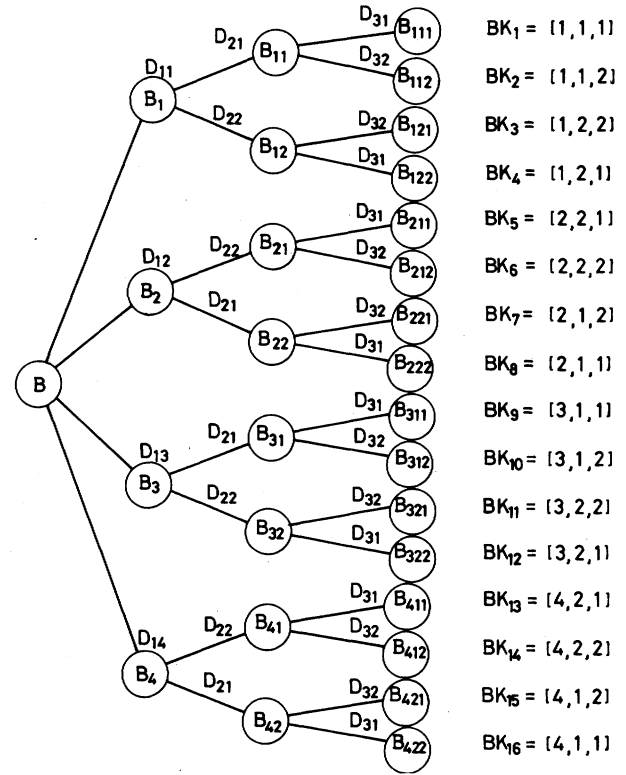 D₃₁ B₁₁₁ BK₁ = [1,1,1]
D₂₁ B₁₁
D₃₂ B₁₁₂ BK₂ = [1,1,2]
D₁₁ B₁
D₂₂ B₁₂
D₃₂ B₁₂₁ BK₃ = [1,2,2]
D₃₁ B₁₂₂ BK₄ = [1,2,1]
D₃₁ B₂₁₁ BK₅ = [2,2,1]
D₂₂ B₂₁
D₃₂ B₂₁₂ BK₆ = [2,2,2]
D₁₂ B₂
D₂₁ B₂₂
D₃₂ B₂₂₁ BK₇ = [2,1,2]
D₃₁ B₂₂₂ BK₈ = [2,1,1]
B
D₃₁ B₃₁₁ BK₉ = [3,1,1]
D₂₁ B₃₁
D₃₂ B₃₁₂ BK₁₀ = [3,1,2]
D₁₃ B₃
D₂₂ B₃₂
D₃₂ B₃₂₁ BK₁₁ = [3,2,2]
D₃₁ B₃₂₂ BK₁₂ = [3,2,1]
D₃₁ B₄₁₁ BK₁₃ = [4,2,1]
D₂₂ B₄₁
D₃₂ B₄₁₂ BK₁₄ = [4,2,2]
D₁₄ B₄
D₂₁ B₄₂
D₃₂ B₄₂₁ BK₁₅ = [4,1,2]
D₃₁ B₄₂₂ BK₁₆ = [4,1,1]